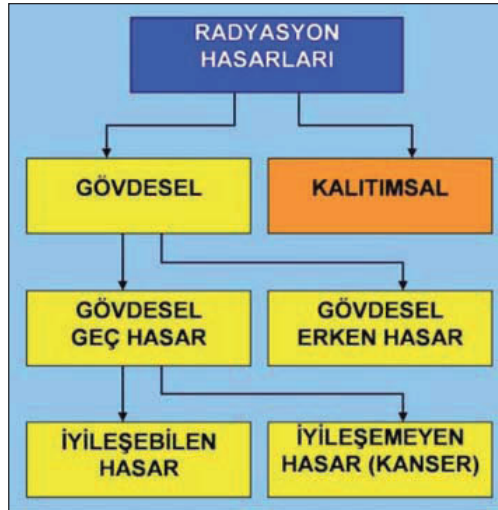 RADYASYON
HASARLARI
GÖVDESEL
KALITIMSAL
GÖVDESEL
GEÇ HASAR
GÖVDESEL
ERKEN HASAR
İYİLEŞEBİLEN
HASAR
İYİLEŞEMEYEN
HASAR (KANSER)